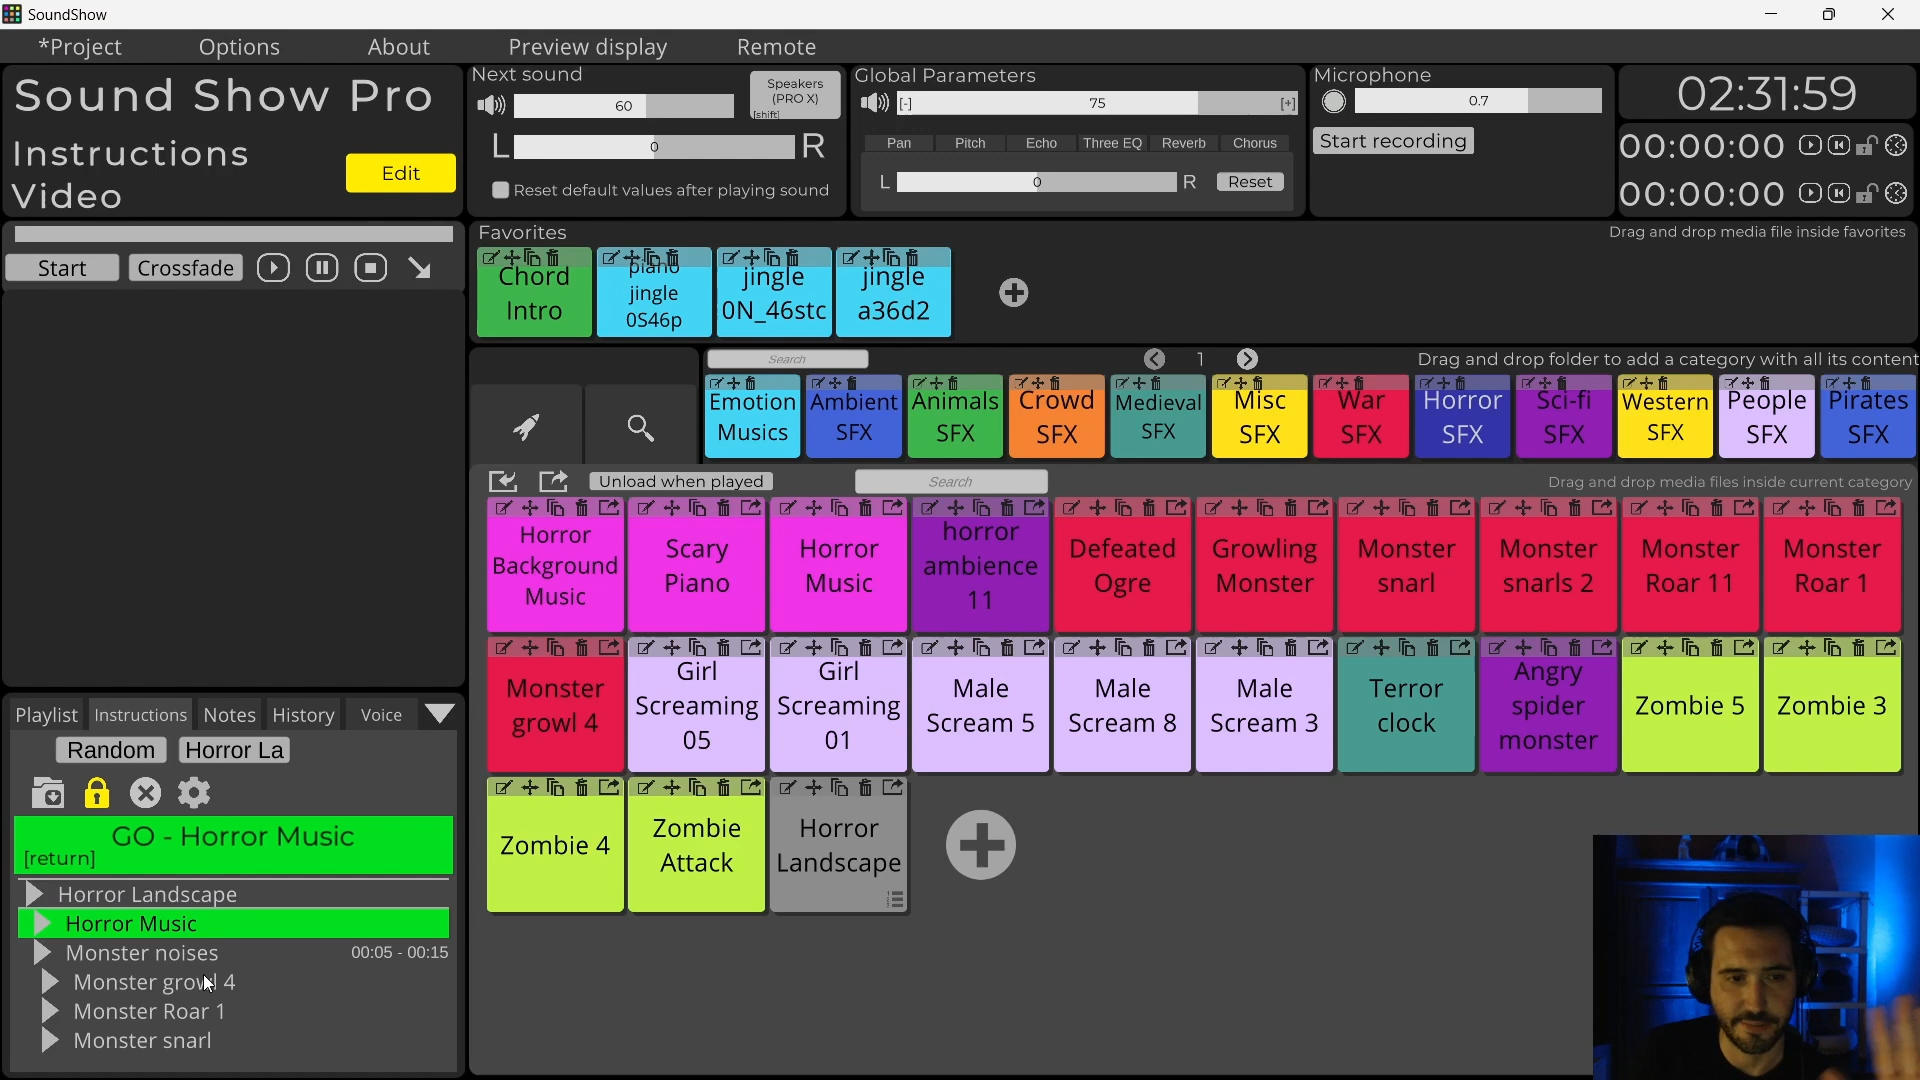 SoundShow
*Project Options About Preview display Remote
Sound Show Pro
Instructions
Video
Edit
Start Crossfade
Next sound
60
Speakers
(PRO X)
[shift]
L 0 R
Reset default values after playing sound
Global Parameters
[-] 75 [+]
Pan Pitch Echo Three EQ Reverb Chorus
L 0 R Reset
Microphone
0.7
Start recording
02:31:59
00:00:00
00:00:00
Favorites
Drag and drop media file inside favorites
Chord
Intro
piano
jingle
0S46p
jingle
0N_46stc
jingle
a36d2
Search
1
Drag and drop folder to add a category with all its content
Emotion
Musics
Ambient
SFX
Animals
SFX
Crowd
SFX
Medieval
SFX
Misc
SFX
War
SFX
Horror
SFX
Sci-fi
SFX
Western
SFX
People
SFX
Pirates
SFX
Unload when played
Search
Drag and drop media files inside current category
Horror
Background
Music
Scary
Piano
Horror
Music
horror
ambience
11
Defeated
Ogre
Growling
Monster
Monster
snarl
Monster
snarls 2
Monster
Roar 11
Monster
Roar 1
Monster
growl 4
Girl
Screaming
05
Girl
Screaming
01
Male
Scream 5
Male
Scream 8
Male
Scream 3
Terror
clock
Angry
spider
monster
Zombie 5
Zombie 3
Zombie 4
Zombie
Attack
Horror
Landscape
Playlist Instructions Notes History Voice
Random Horror La
GO - Horror Music
[return]
Horror Landscape
Horror Music
Monster noises 00:05 - 00:15
Monster growl 4
Monster Roar 1
Monster snarl